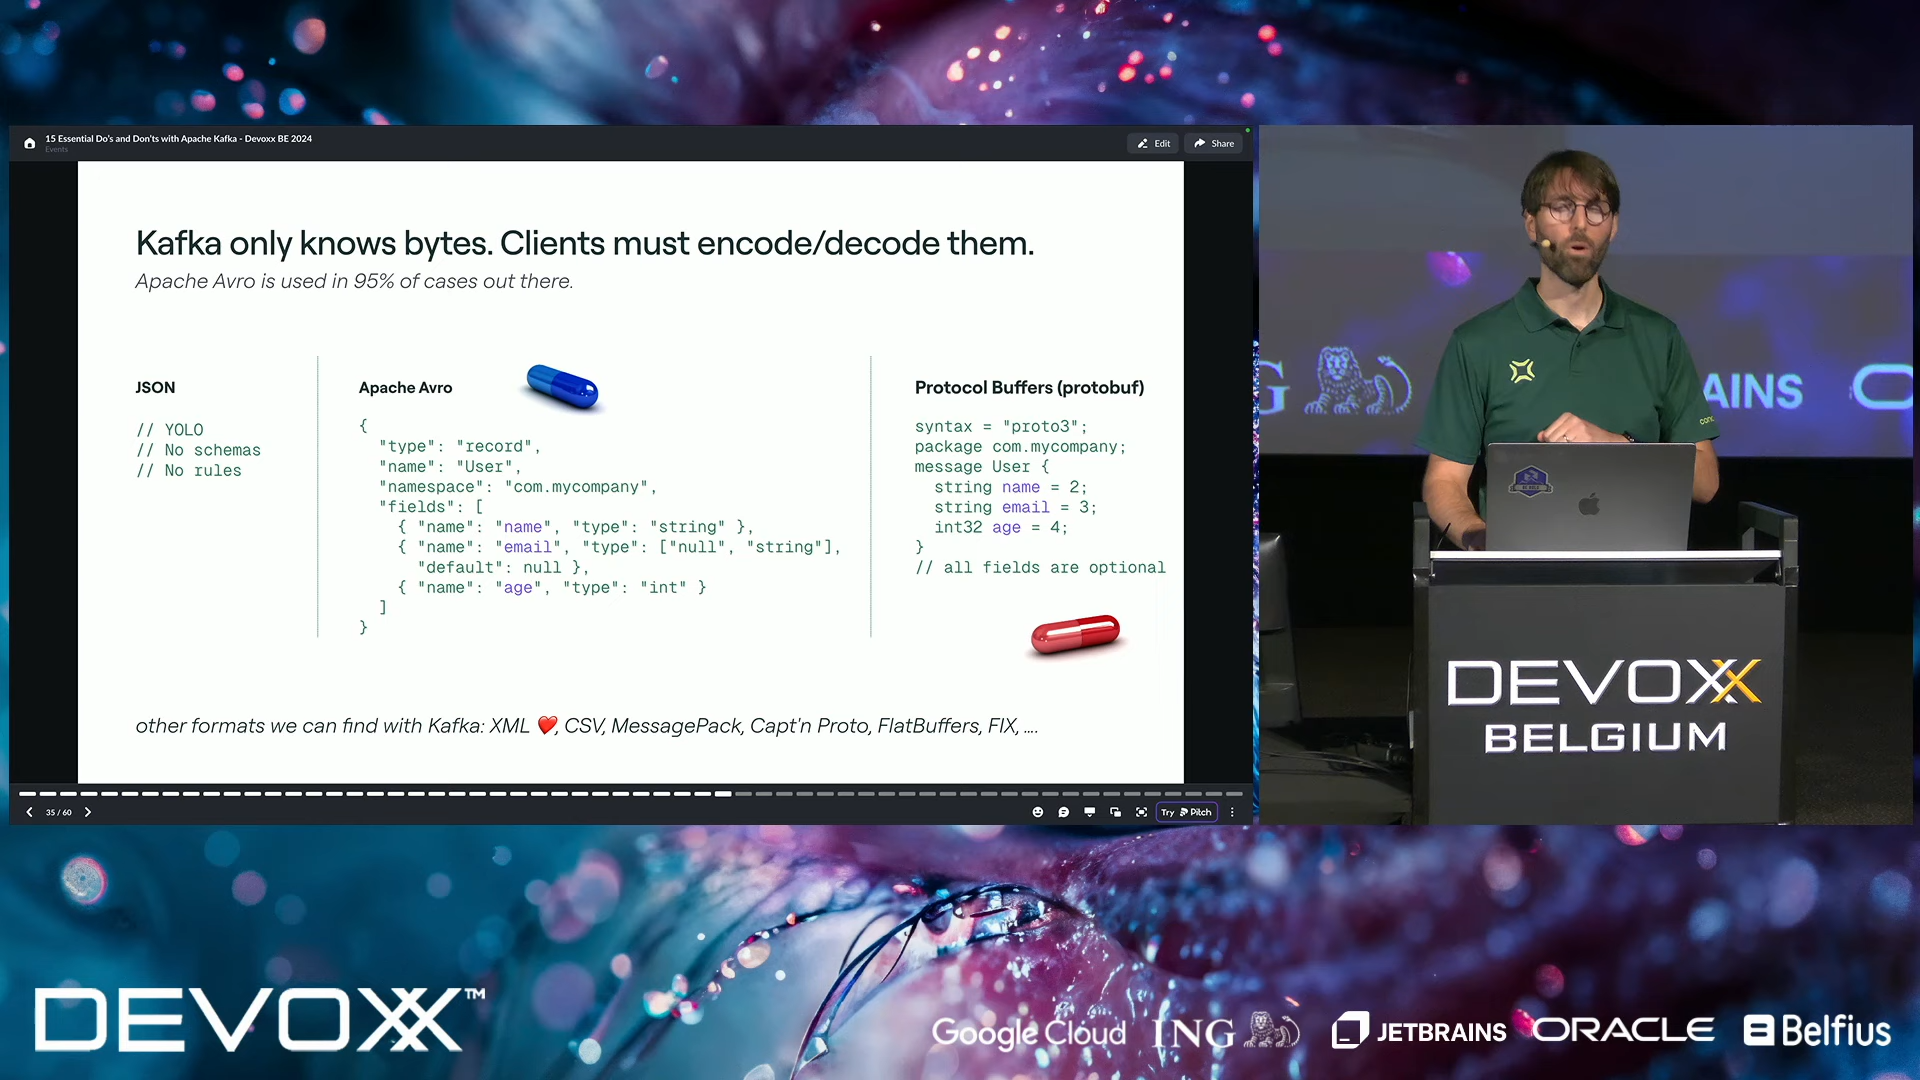 15 Essential Do's and Don'ts with Apache Kafka - Devoxx BE 2024
Events
Edit
Share
Kafka only knows bytes. Clients must encode/decode them.
Apache Avro is used in 95% of cases out there.
JSON
// YOLO
// No schemas
// No rules
Apache Avro
{
"type": "record",
"name": "User",
"namespace": "com.mycompany",
"fields": [
{ "name": "name", "type": "string" },
{ "name": "email", "type": ["null", "string"],
"default": null },
{ "name": "age", "type": "int" }
]
}
Protocol Buffers (protobuf)
syntax = "proto3";
package com.mycompany;
message User {
string name = 2;
string email = 3;
int32 age = 4;
}
// all fields are optional
other formats we can find with Kafka: XML ❤️, CSV, MessagePack, Capt'n Proto, FlatBuffers, FIX, ....
35 / 60
Try Pitch
G
RAINS
DEVOXX
BELGIUM
DEVOXX™
Google Cloud
ING
JETBRAINS
ORACLE
Belfius